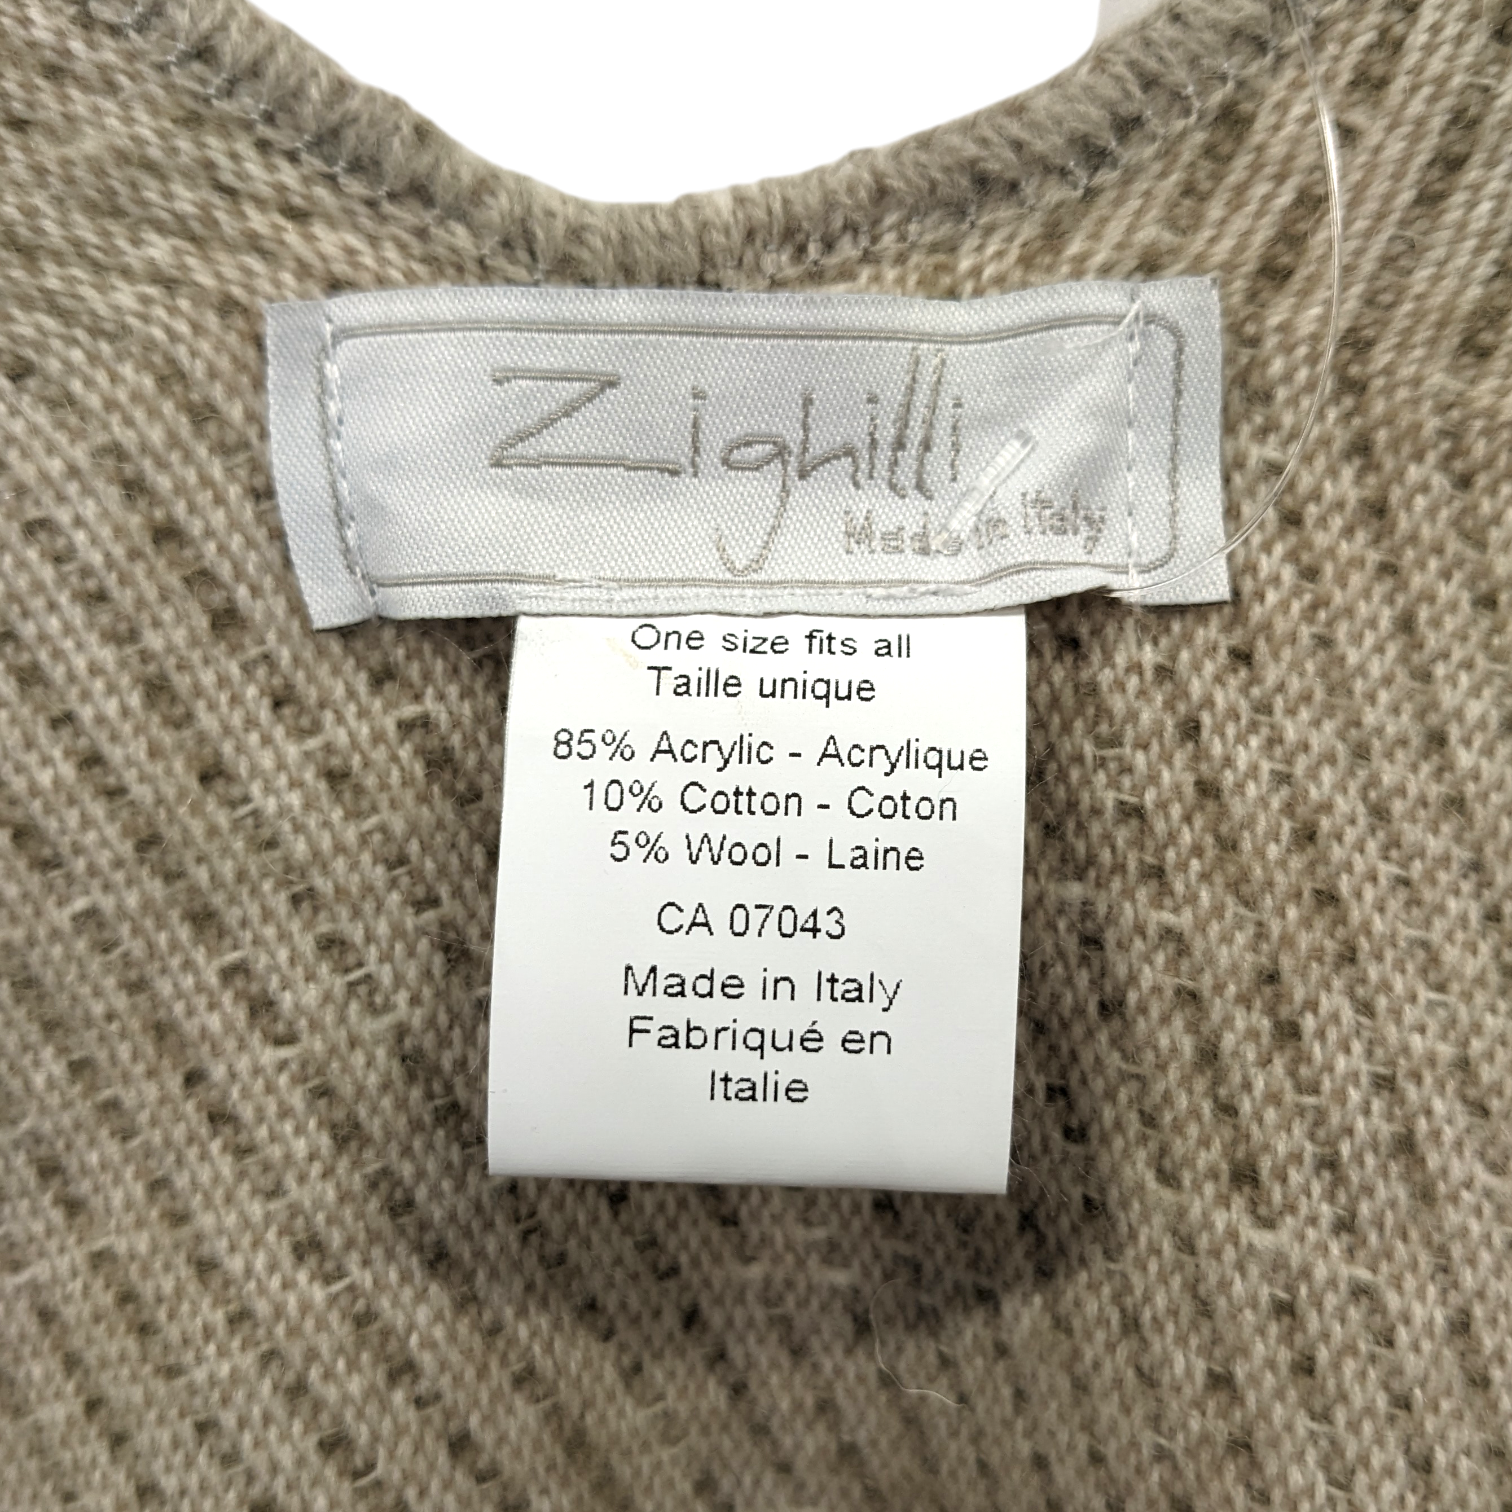 Zighilli
Made in Italy
One size fits all
Taille unique
85% Acrylic - Acrylique
10% Cotton - Coton
5% Wool - Laine
CA 07043
Made in Italy
Fabriqué en
Italie